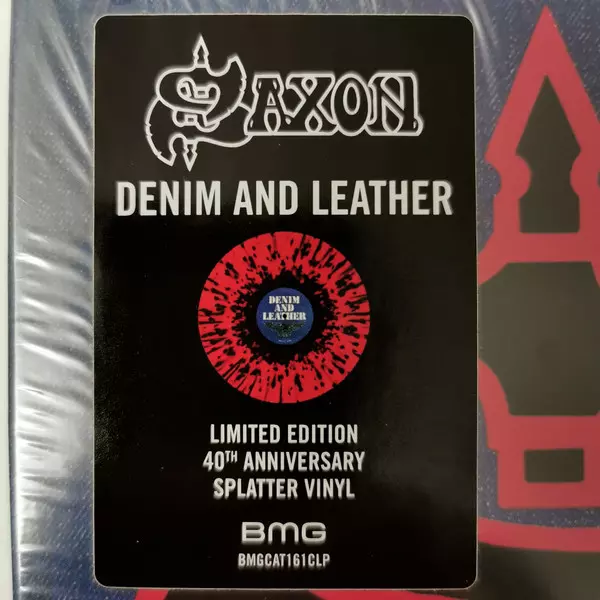 SAXON
DENIM AND LEATHER
DENIM
AND
LEATHER
LIMITED EDITION
40TH ANNIVERSARY
SPLATTER VINYL
BMG
BMGCAT161CLP